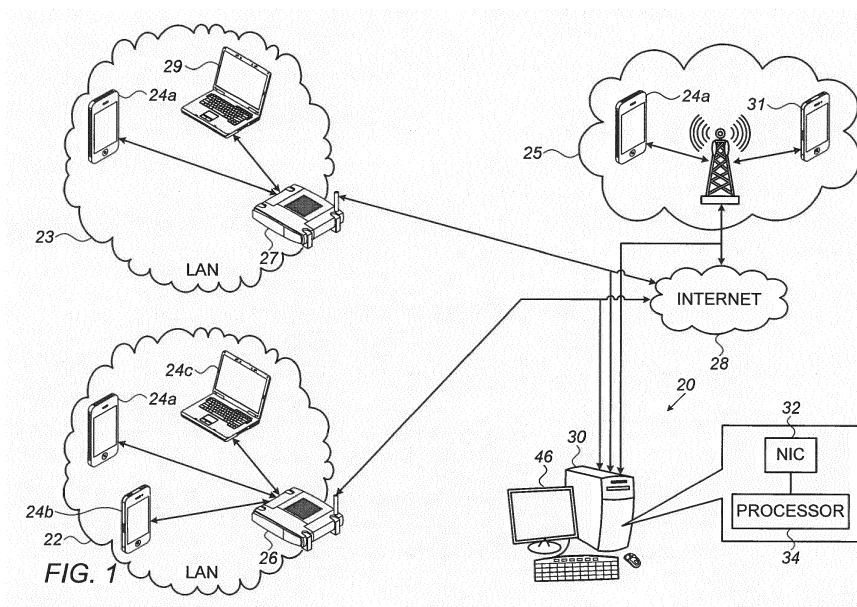 29
24a
24a
31
25
23
27
LAN
INTERNET
28
24c
24a
20
32
30
NIC
46
24b
PROCESSOR
22
26
34
FIG. 1
LAN